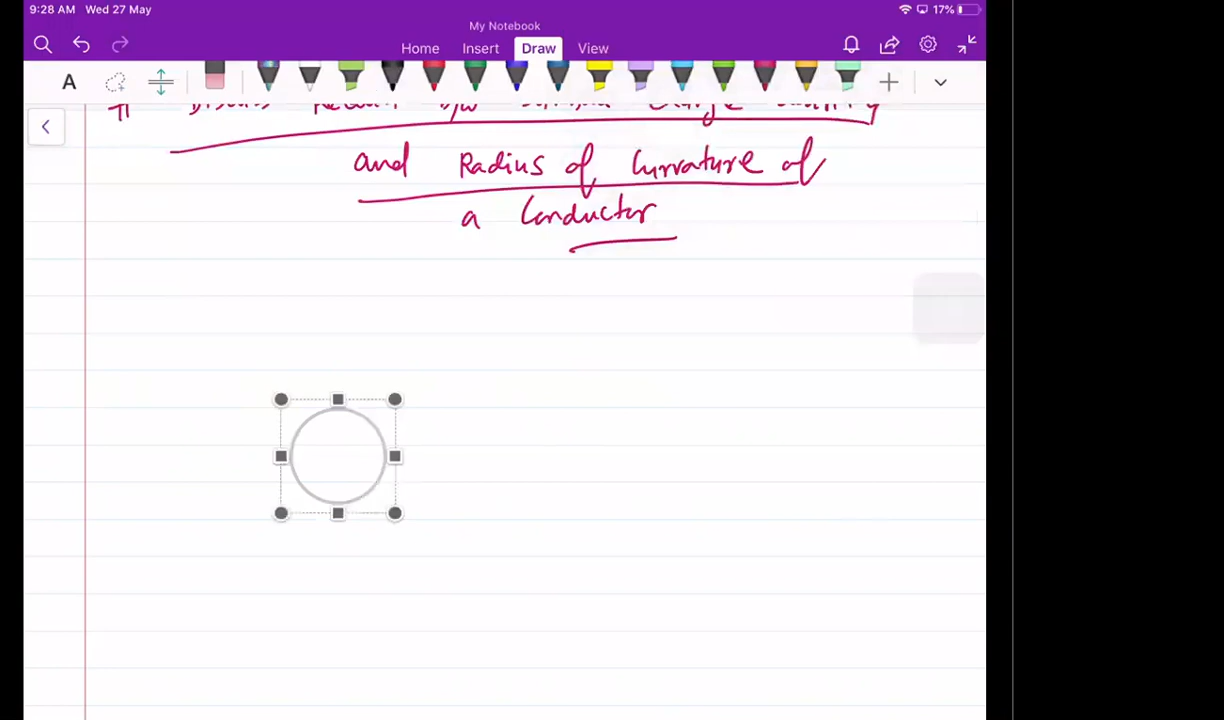 9:28 AM Wed 27 May
17%
My Notebook
Home Insert Draw View
A
and Radius of Curvature of
a Conductor